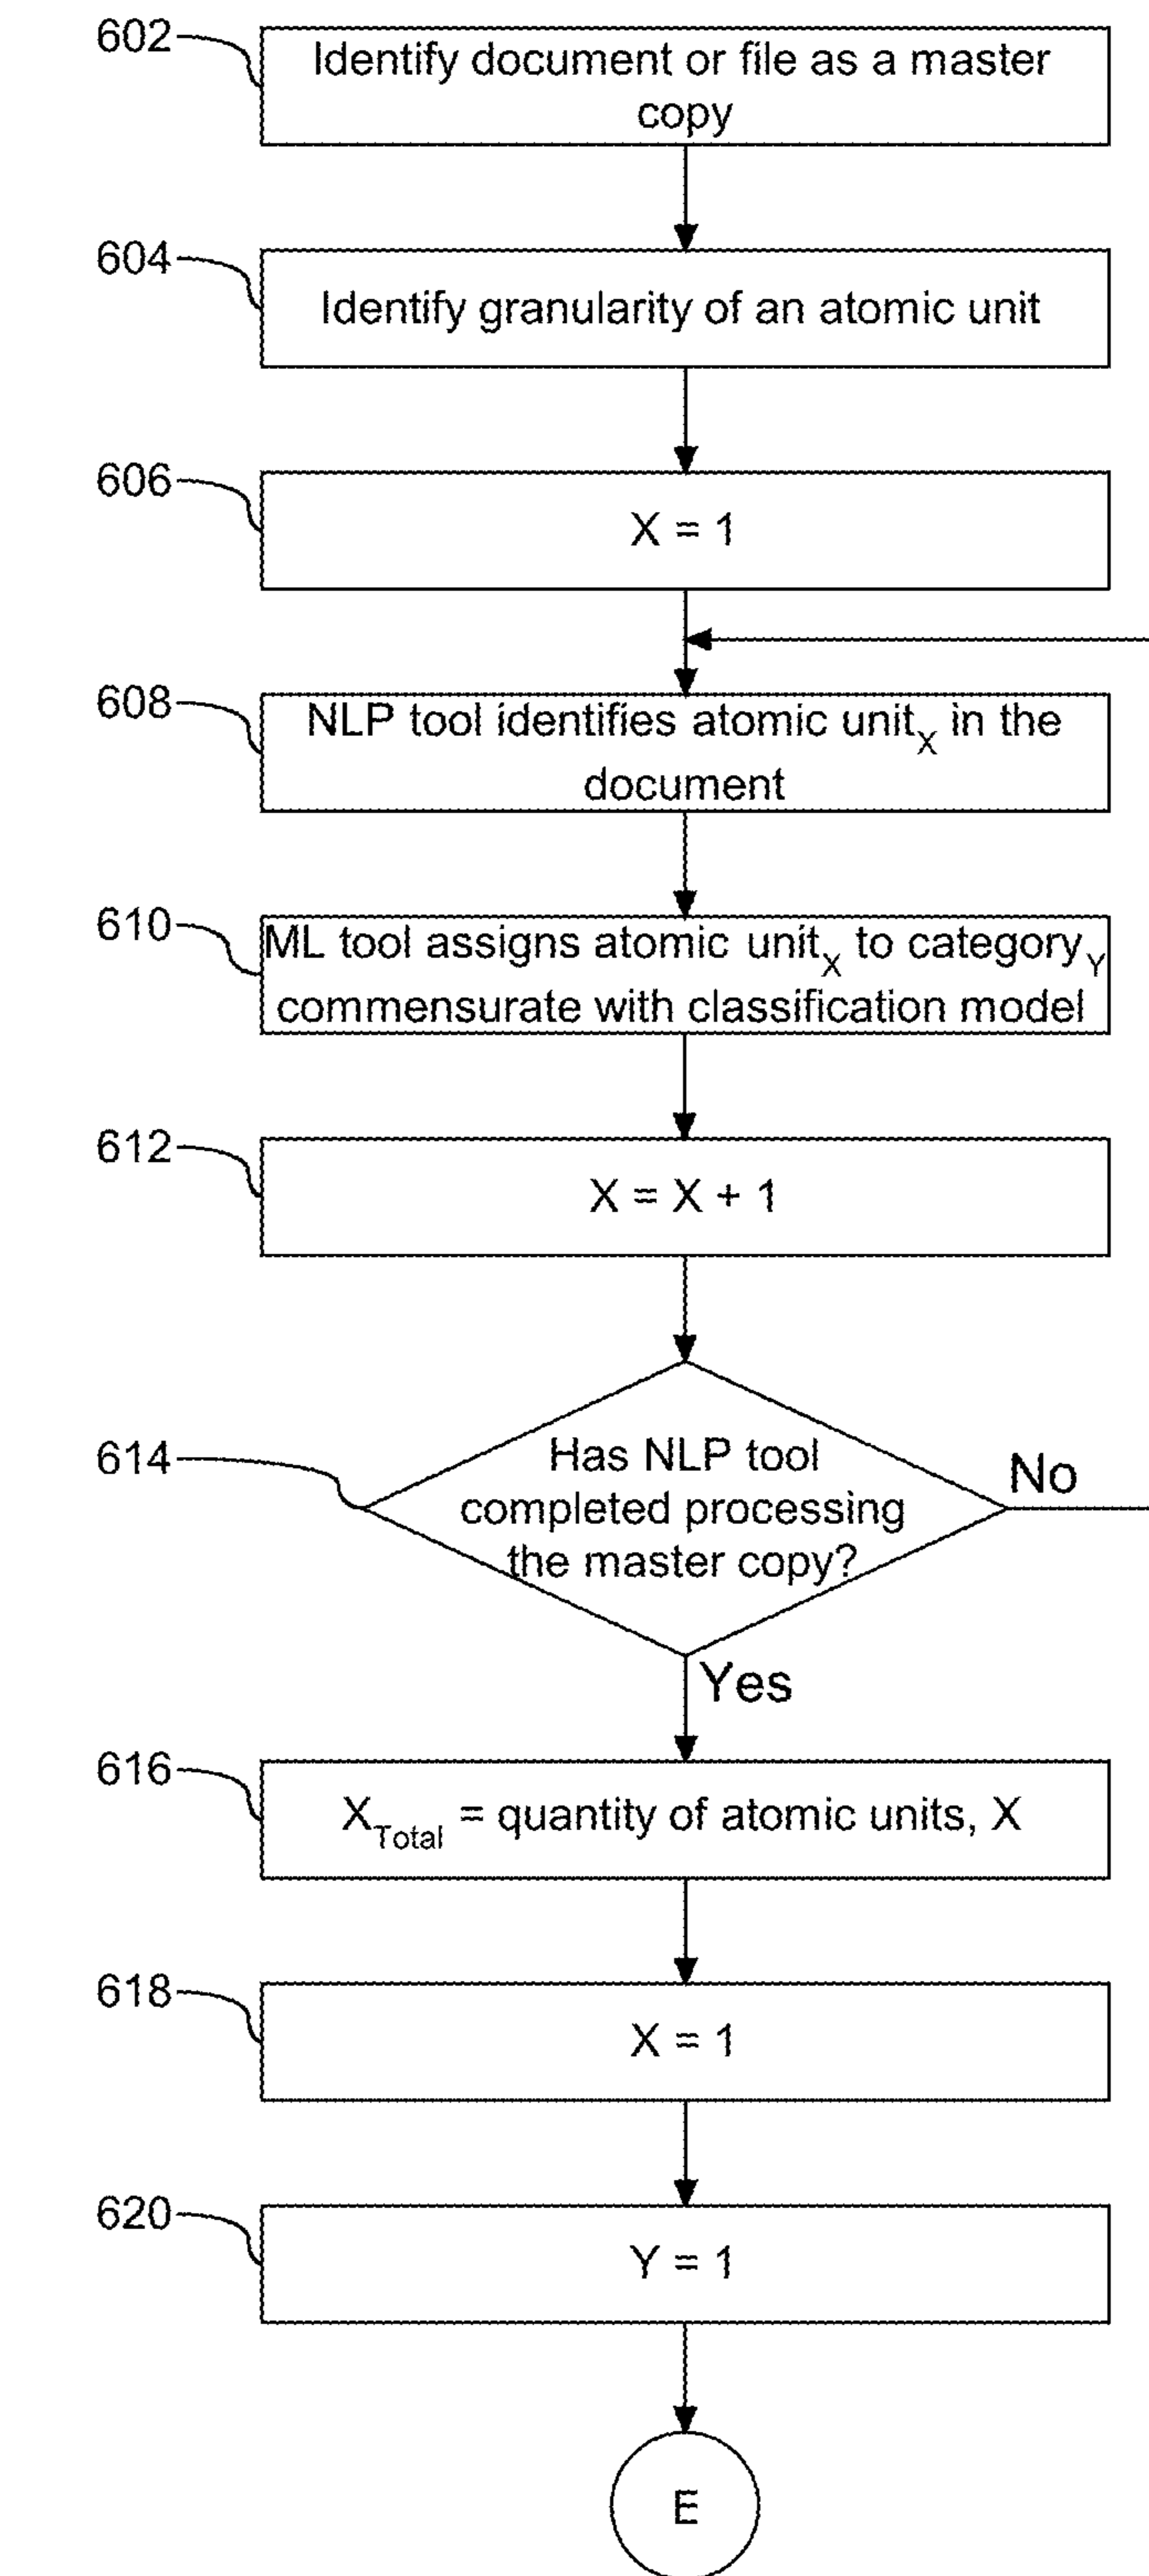 602
Identify document or file as a master
copy
604
Identify granularity of an atomic unit
606
X = 1
608
NLP tool identifies atomic unitX in the
document
610
ML tool assigns atomic unitX to categoryY
commensurate with classification model
612
X = X + 1
614
Has NLP tool
completed processing
the master copy?
No
Yes
616
XTotal = quantity of atomic units, X
618
X = 1
620
Y = 1
E